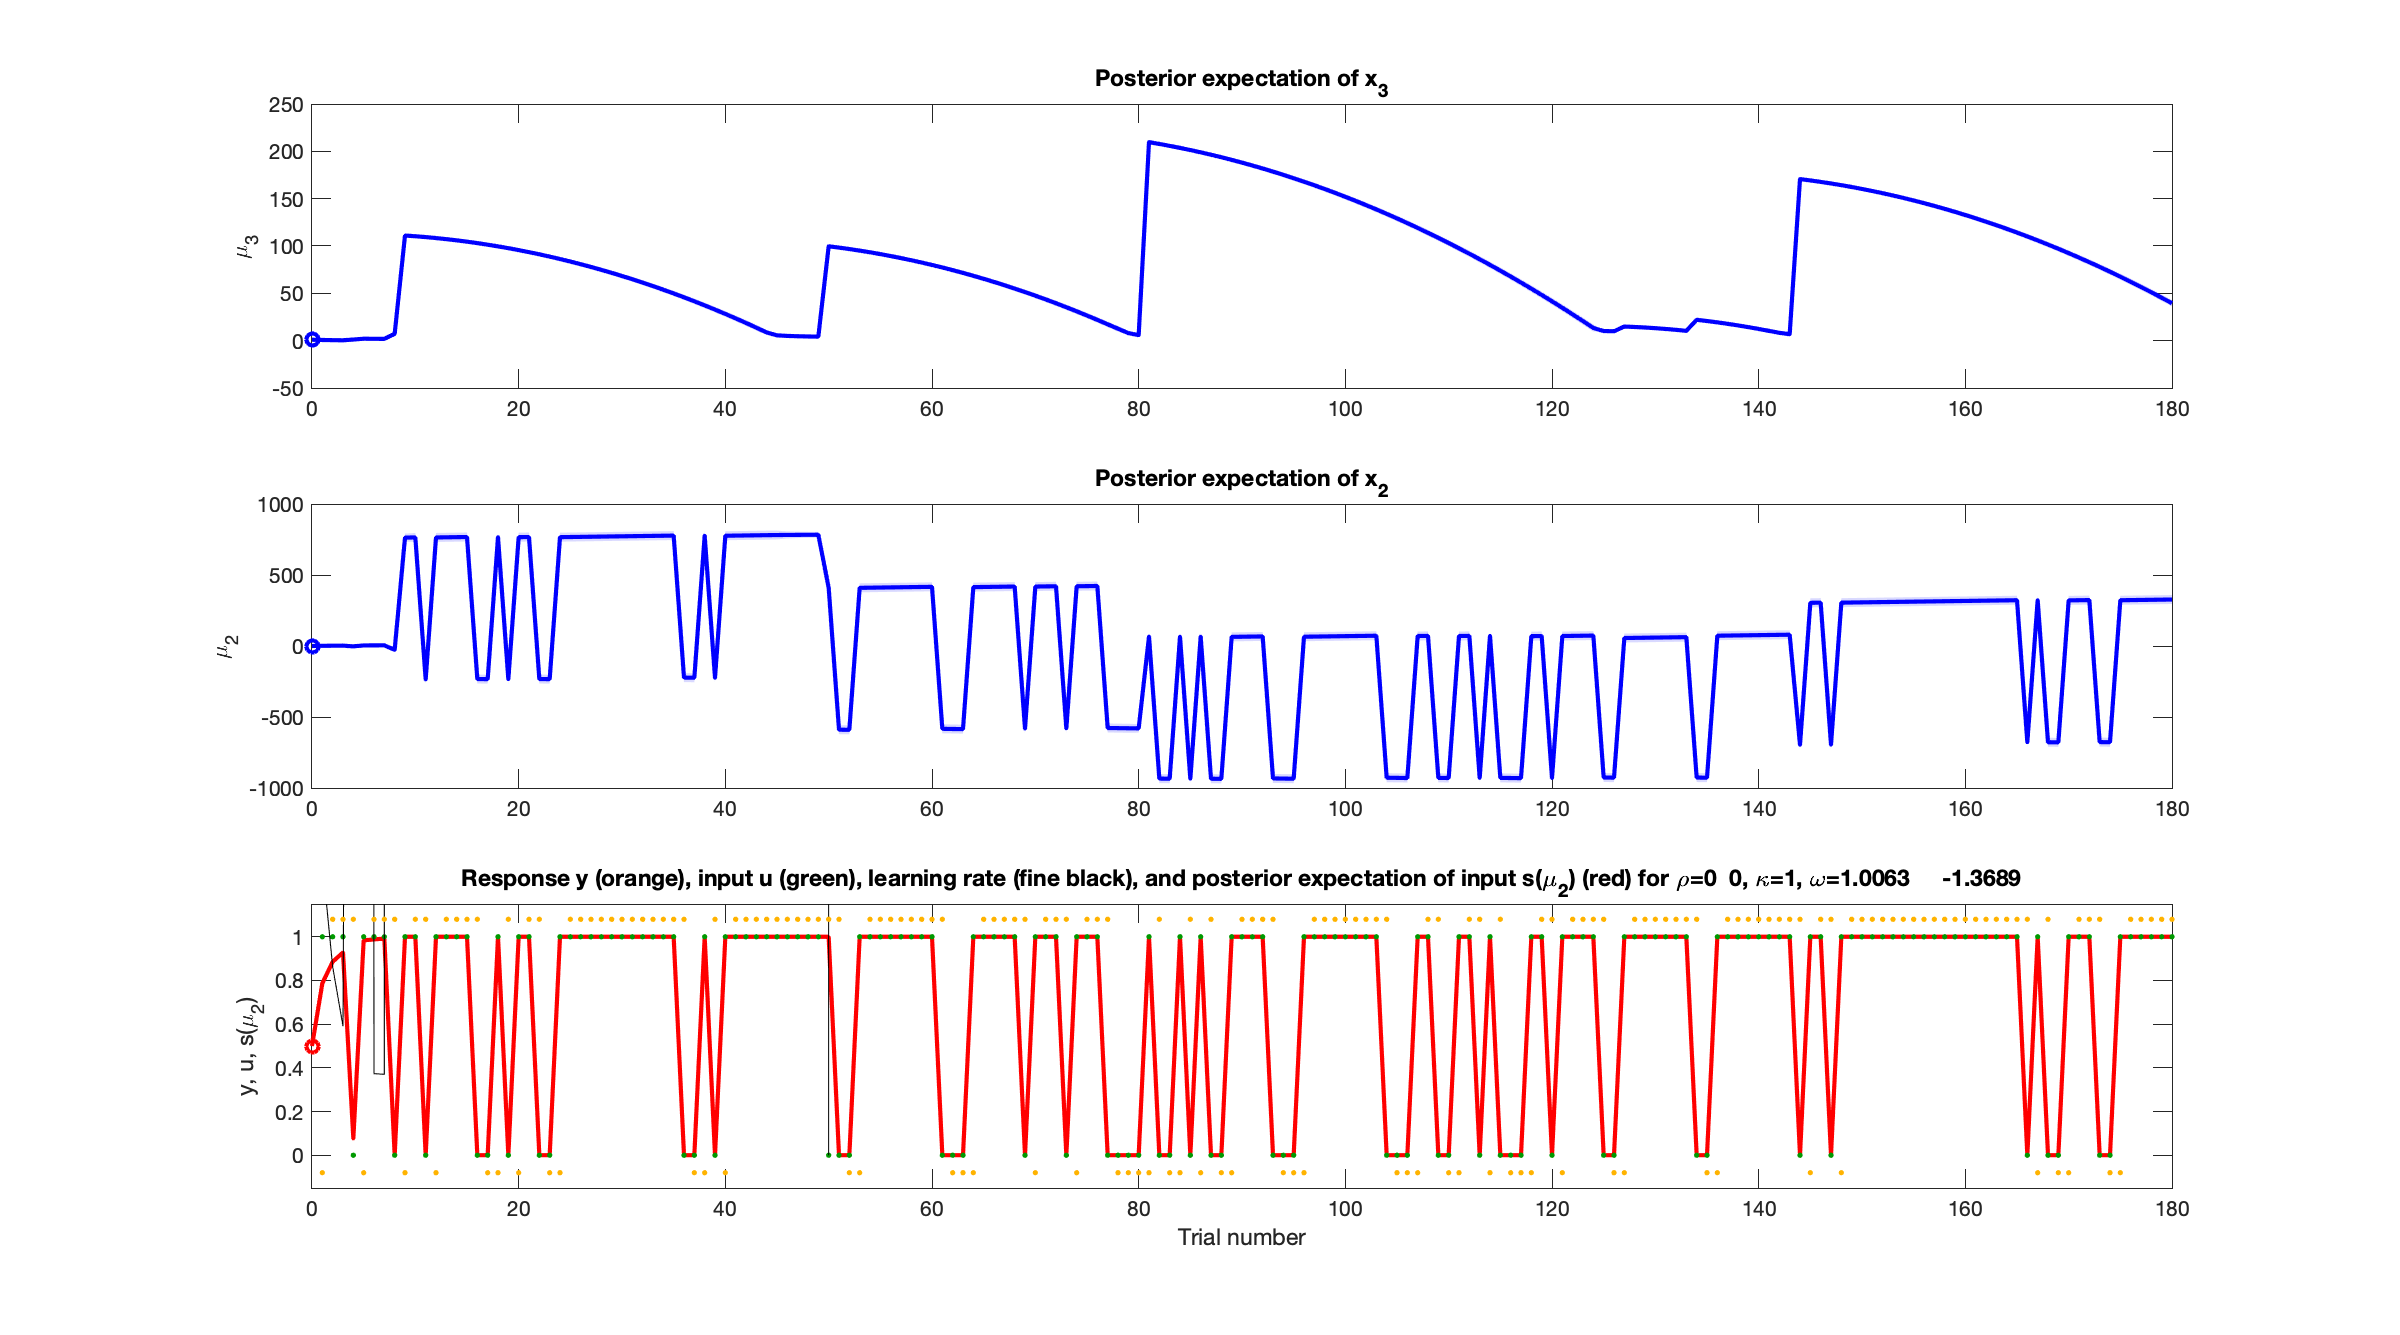 Posterior expectation of x3
250
200
150
100
50
0
-50
μ3
0 20 40 60 80 100 120 140 160 180
Posterior expectation of x2
1000
500
0
-500
-1000
μ2
0 20 40 60 80 100 120 140 160 180
Response y (orange), input u (green), learning rate (fine black), and posterior expectation of input s(μ2) (red) for ρ=0 0, κ=1, ω=1.0063 -1.3689
1
0.8
0.6
0.4
0.2
0
y, u, s(μ2)
0 20 40 60 80 100 120 140 160 180
Trial number